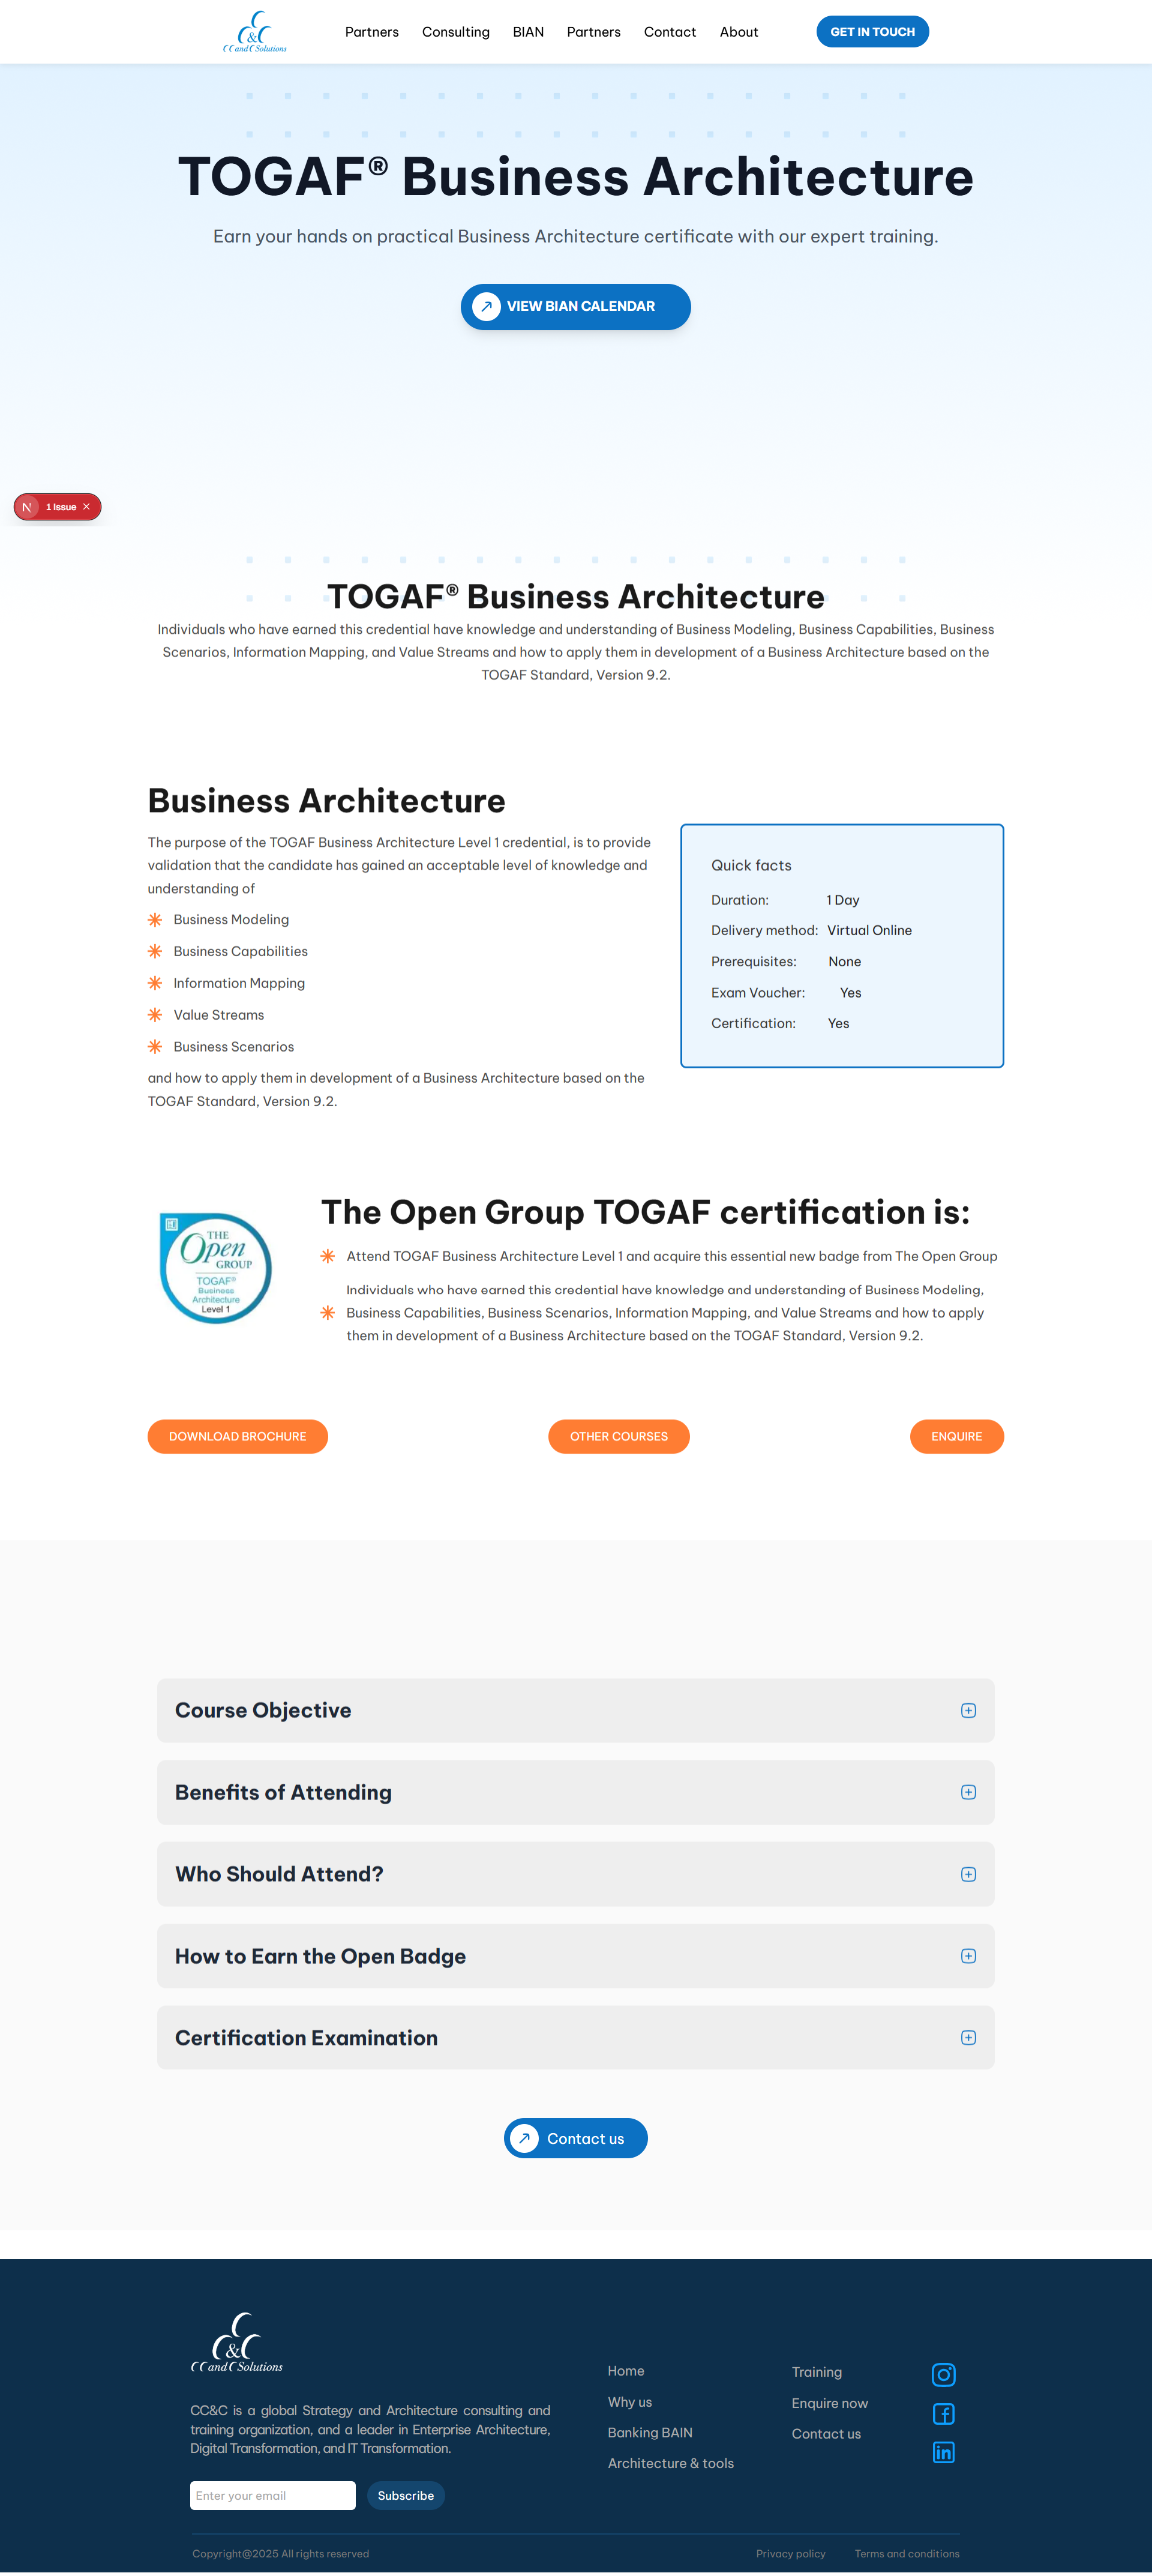 C&C
CC and C Solutions
Partners
Consulting
BIAN
Partners
Contact
About
GET IN TOUCH
TOGAF® Business Architecture
Earn your hands on practical Business Architecture certificate with our expert training.
VIEW BIAN CALENDAR
N 1 Issue
TOGAF® Business Architecture
Individuals who have earned this credential have knowledge and understanding of Business Modeling, Business Capabilities, Business
Scenarios, Information Mapping, and Value Streams and how to apply them in development of a Business Architecture based on the
TOGAF Standard, Version 9.2.
Business Architecture
The purpose of the TOGAF Business Architecture Level 1 credential, is to provide
validation that the candidate has gained an acceptable level of knowledge and
understanding of
Business Modeling
Business Capabilities
Information Mapping
Value Streams
Business Scenarios
and how to apply them in development of a Business Architecture based on the
TOGAF Standard, Version 9.2.
Quick facts
Duration: 1 Day
Delivery method: Virtual Online
Prerequisites: None
Exam Voucher: Yes
Certification: Yes
THE
Open
GROUP
TOGAF®
Business
Architecture
Level 1
The Open Group TOGAF certification is:
Attend TOGAF Business Architecture Level 1 and acquire this essential new badge from The Open Group
Individuals who have earned this credential have knowledge and understanding of Business Modeling,
Business Capabilities, Business Scenarios, Information Mapping, and Value Streams and how to apply
them in development of a Business Architecture based on the TOGAF Standard, Version 9.2.
DOWNLOAD BROCHURE
OTHER COURSES
ENQUIRE
Course Objective
Benefits of Attending
Who Should Attend?
How to Earn the Open Badge
Certification Examination
Contact us
C&C
CC and C Solutions
CC&C is a global Strategy and Architecture consulting and
training organization, and a leader in Enterprise Architecture,
Digital Transformation, and IT Transformation.
Enter your email
Subscribe
Home
Why us
Banking BAIN
Architecture & tools
Training
Enquire now
Contact us
Copyright@2025 All rights reserved
Privacy policy
Terms and conditions